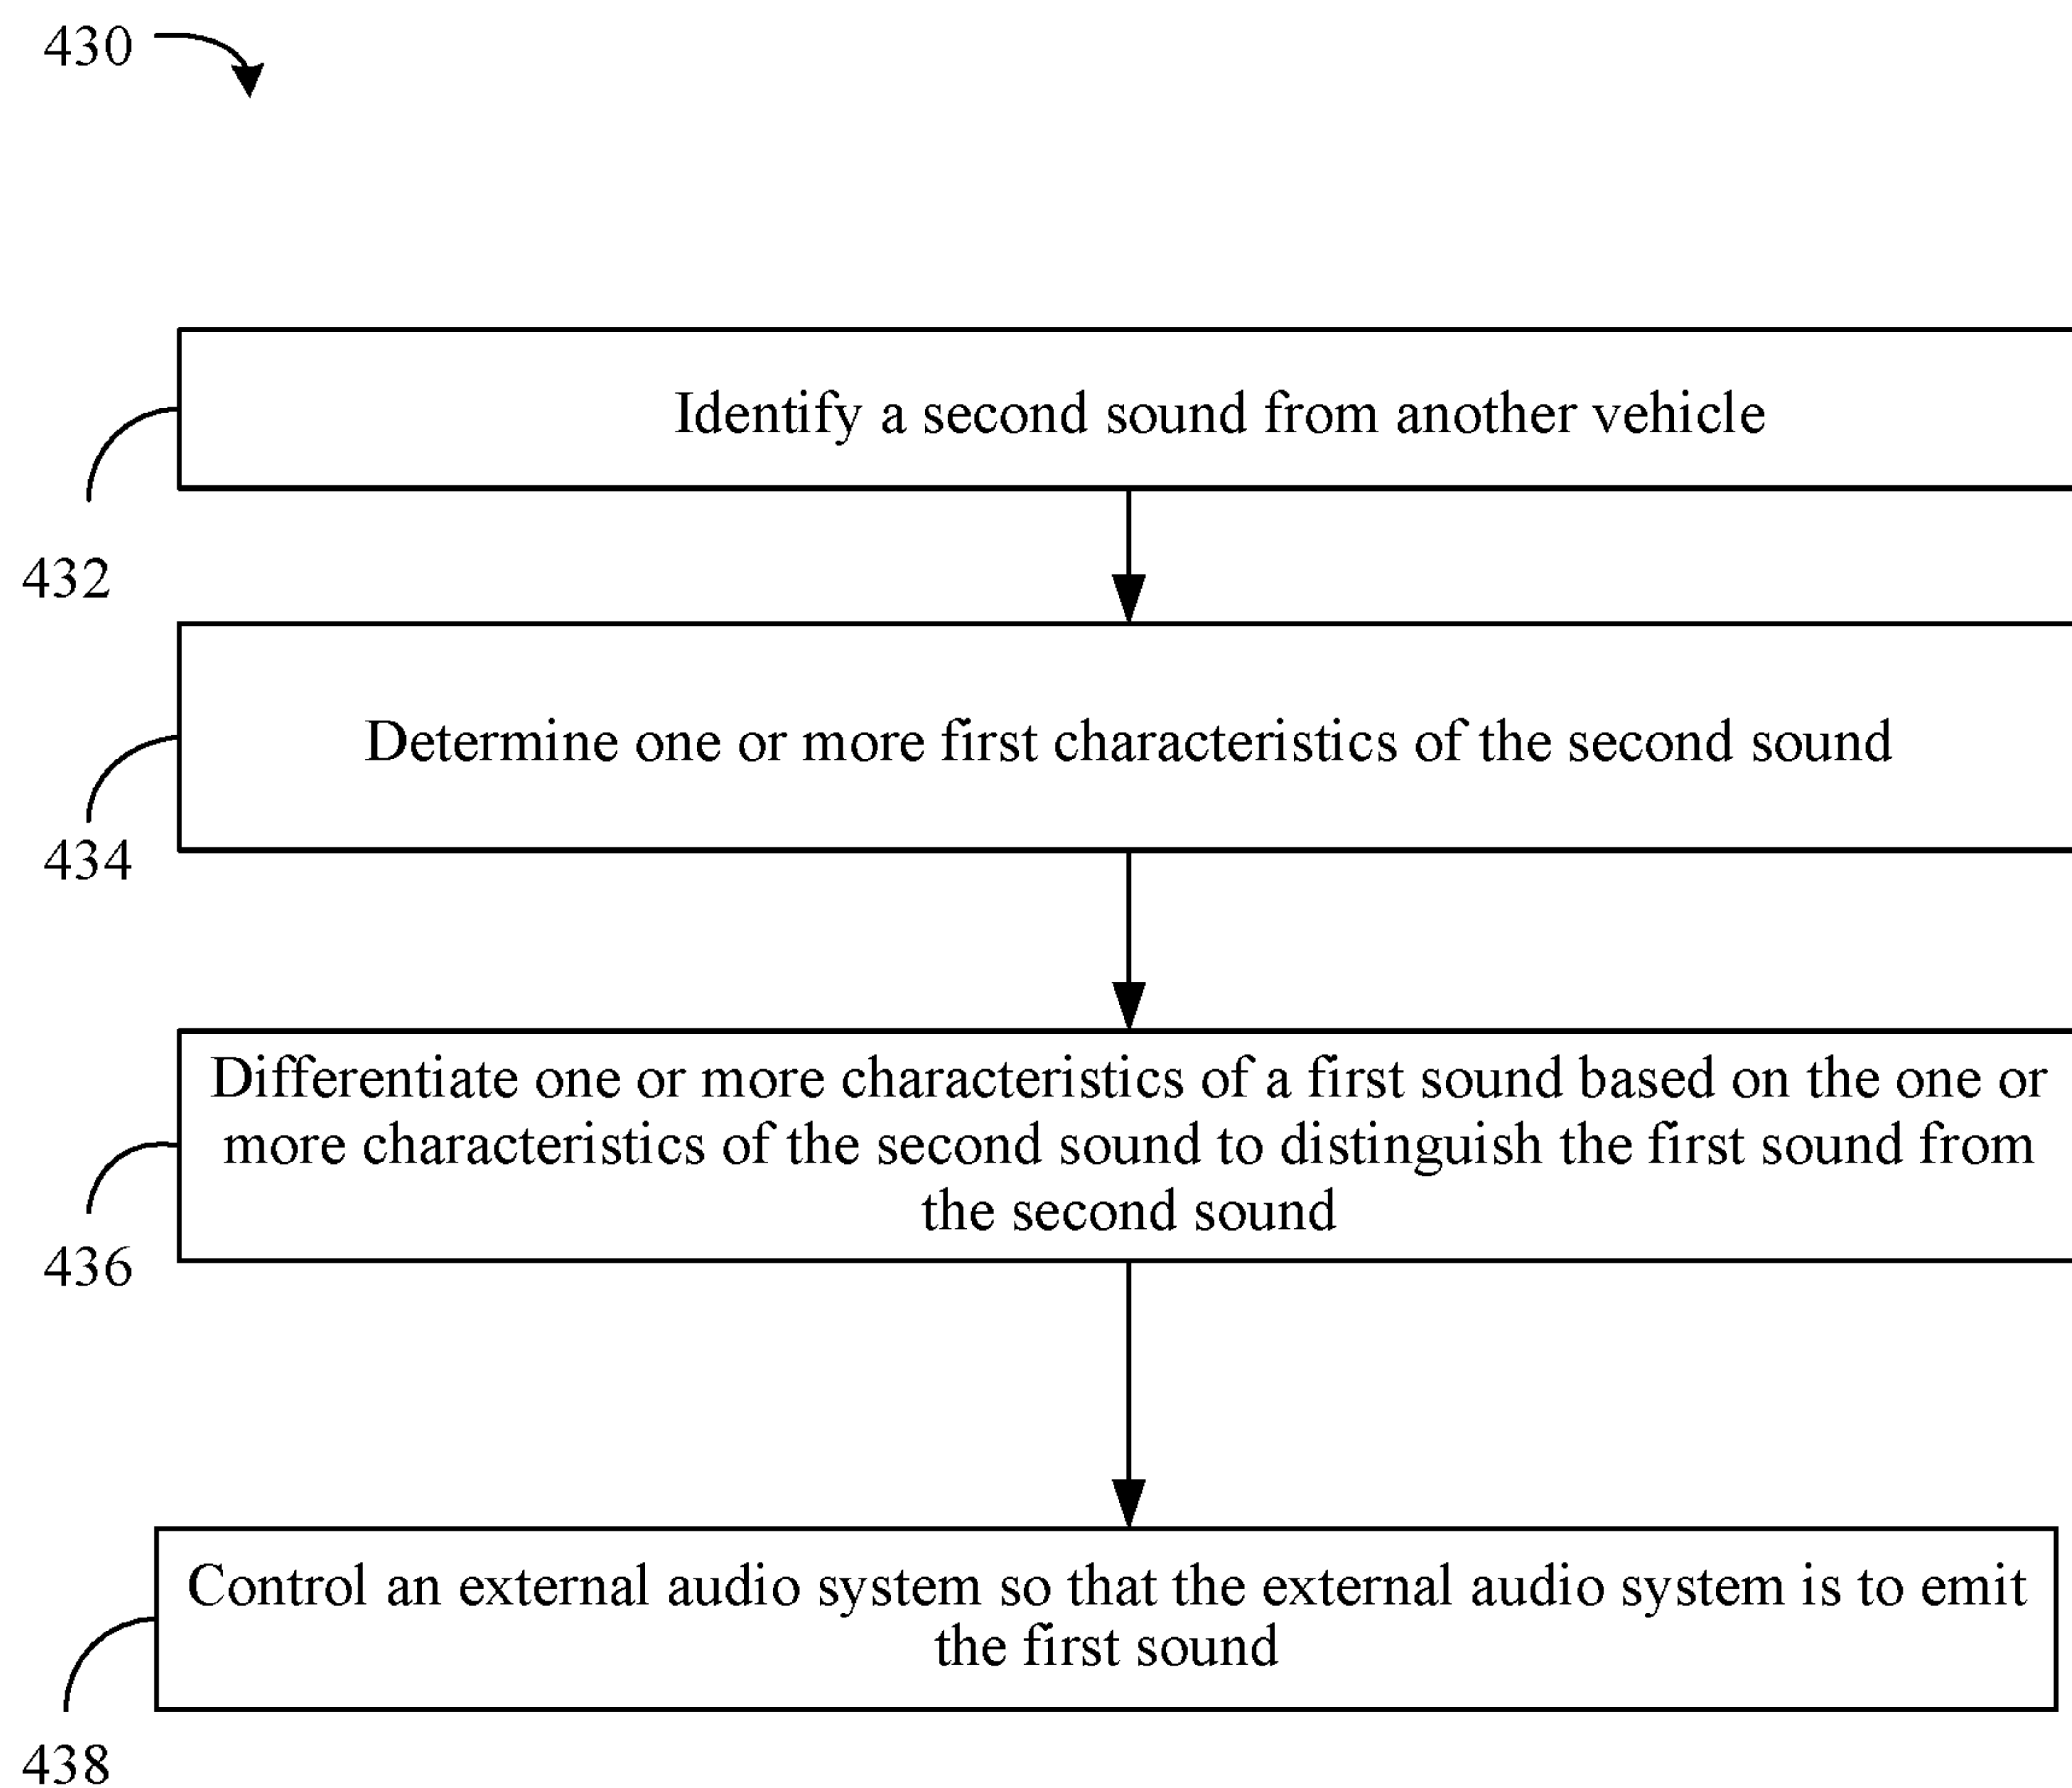 430
Identify a second sound from another vehicle
432
Determine one or more first characteristics of the second sound
434
Differentiate one or more characteristics of a first sound based on the one or
more characteristics of the second sound to distinguish the first sound from
the second sound
436
Control an external audio system so that the external audio system is to emit
the first sound
438